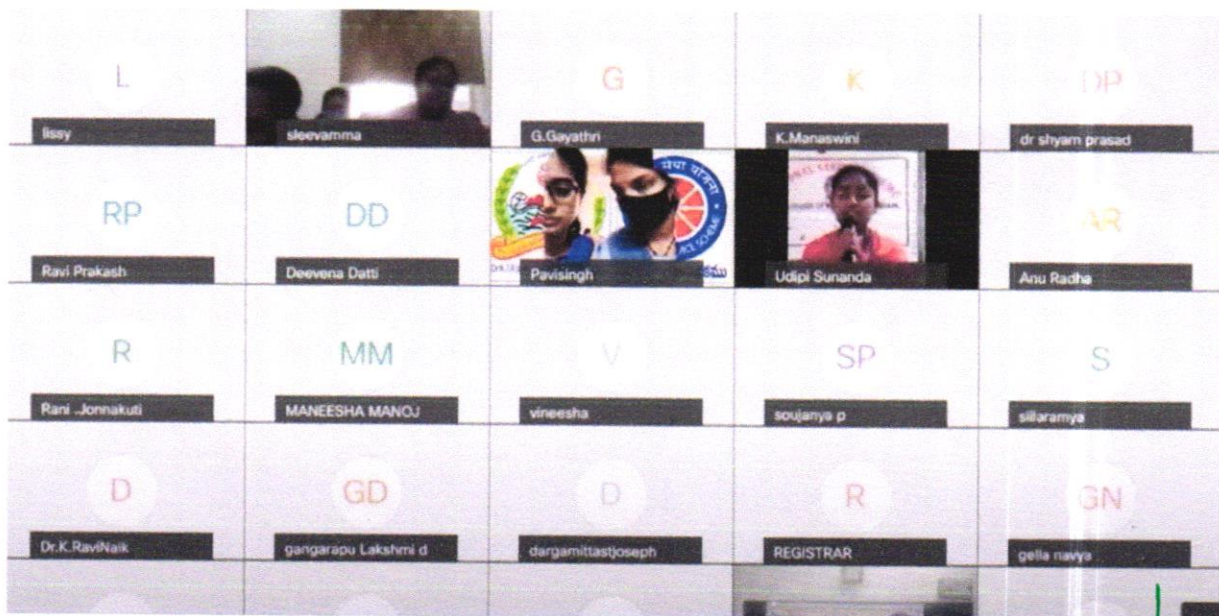 L
lissy
sleevamma
G
G.Gayathri
K
K.Manaswini
DP
dr shyam prasad
RP
Ravi Prakash
DD
Deevena Datti
सेवा योजना
Pavisingh
Udipi Sunanda
AR
Anu Radha
R
Rani .Jonnakuti
MM
MANEESHA MANOJ
V
vineesha
SP
soujanya p
S
sillaramya
D
Dr.K.RaviNaik
GD
gangarapu Lakshmi d
D
dargamittastjoseph
R
REGISTRAR
GN
gella navya